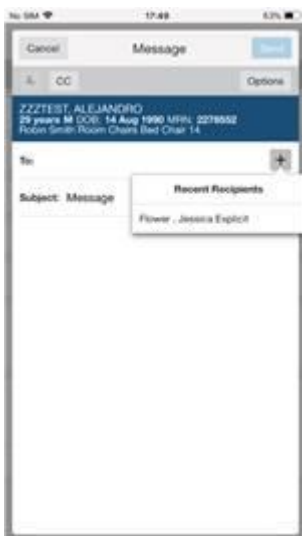 No SIM 17:49 63%
Cancel Message Send
CC Options
ZZZTEST, ALEJANDRO
29 years M DOB: 14 Aug 1990 MRN: 2276552
Robin Smith Room Chairs Bed Chair 14
To: +
Recent Recipients
Subject: Message
Flower , Jessica Explicit